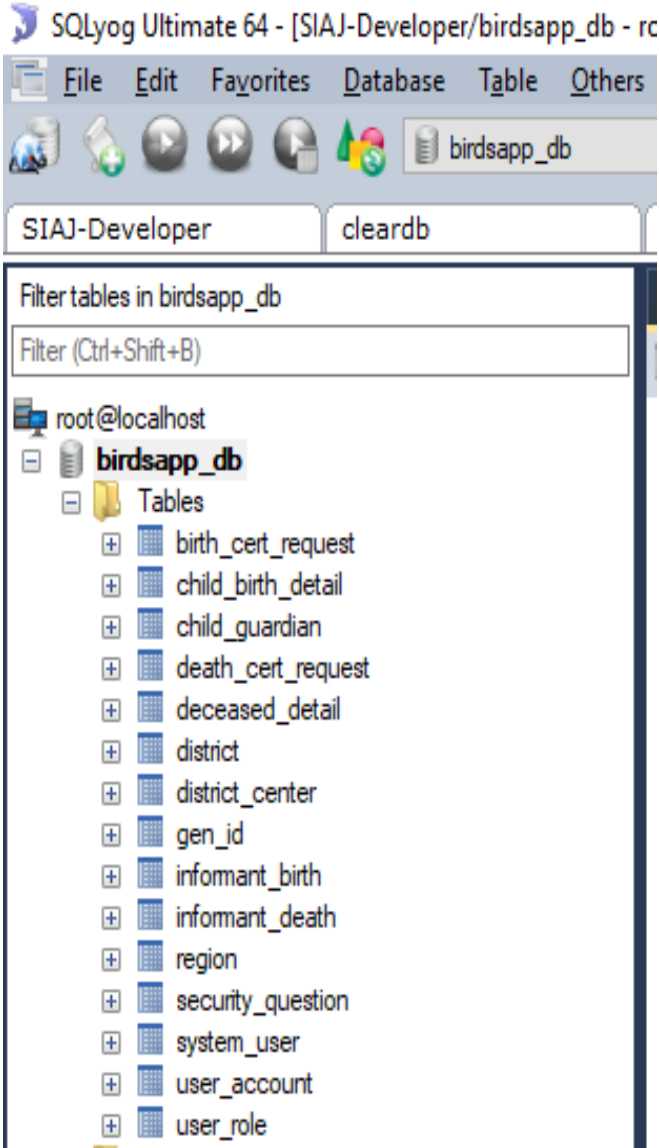 SQLyog Ultimate 64 - [SIAJ-Developer/birdsapp_db - ro
File Edit Favorites Database Table Others
birdsapp_db
SIAJ-Developer cleardb
Filter tables in birdsapp_db
Filter (Ctrl+Shift+B)
root@localhost
birdsapp_db
Tables
birth_cert_request
child_birth_detail
child_guardian
death_cert_request
deceased_detail
district
district_center
gen_id
informant_birth
informant_death
region
security_question
system_user
user_account
user_role